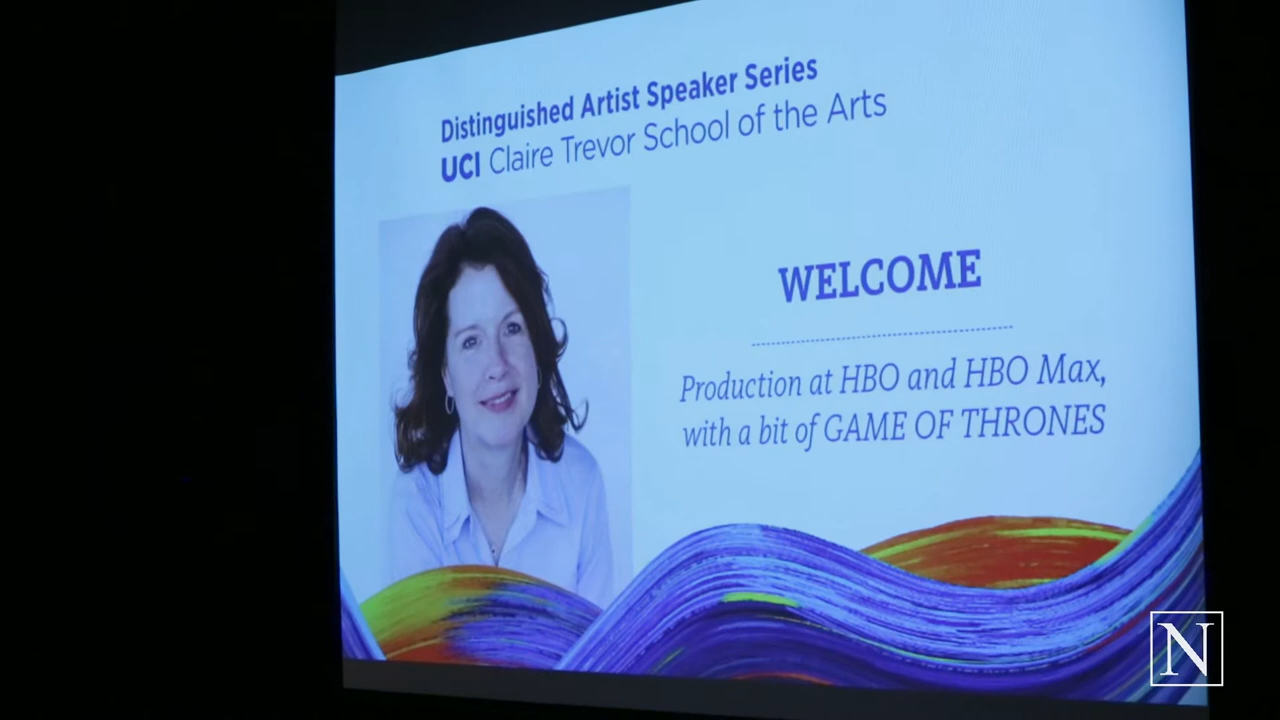 Distinguished Artist Speaker Series
UCI Claire Trevor School of the Arts
WELCOME
Production at HBO and HBO Max,
with a bit of GAME OF THRONES
N